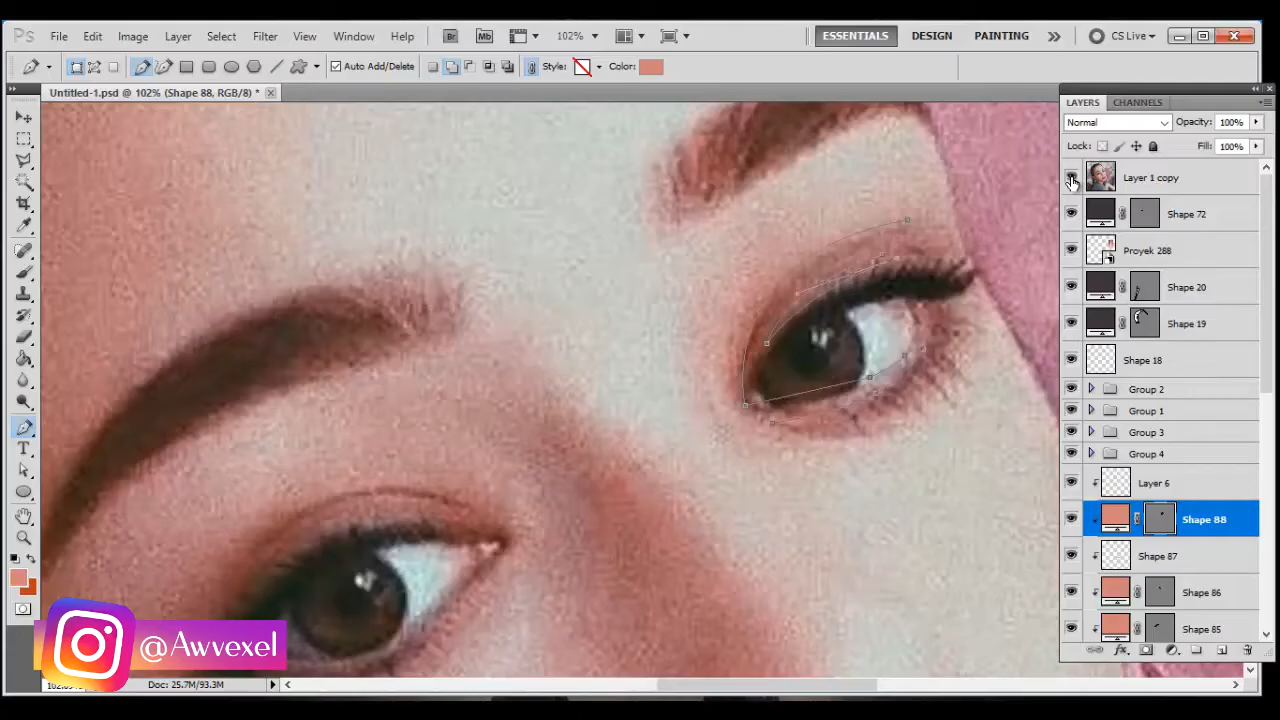 Ps File Edit Image Layer Select Filter View Window Help Br Mb 102% ESSENTIALS DESIGN PAINTING CS Live
Auto Add/Delete Style: Color:
Untitled-1.psd @ 102% (Shape 88, RGB/8) *
LAYERS CHANNELS
Normal Opacity: 100%
Lock: Fill: 100%
Layer 1 copy
Shape 72
Proyek 288
Shape 20
Shape 19
Shape 18
Group 2
Group 1
Group 3
Group 4
Layer 6
Shape 88
Shape 87
Shape 86
Shape 85
@Awvexel
Doc: 25.7M/93.3M